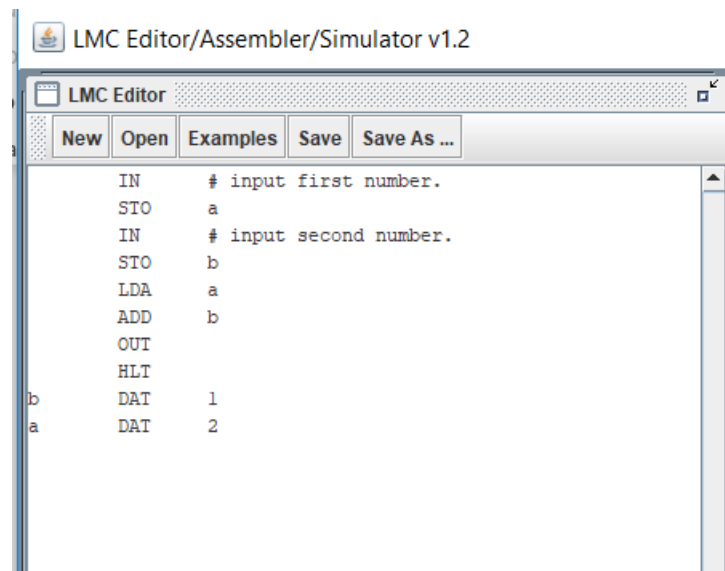 LMC Editor/Assembler/Simulator v1.2
LMC Editor
New Open Examples Save Save As ...
IN # input first number.
STO a
IN # input second number.
STO b
LDA a
ADD b
OUT
HLT
b DAT 1
a DAT 2